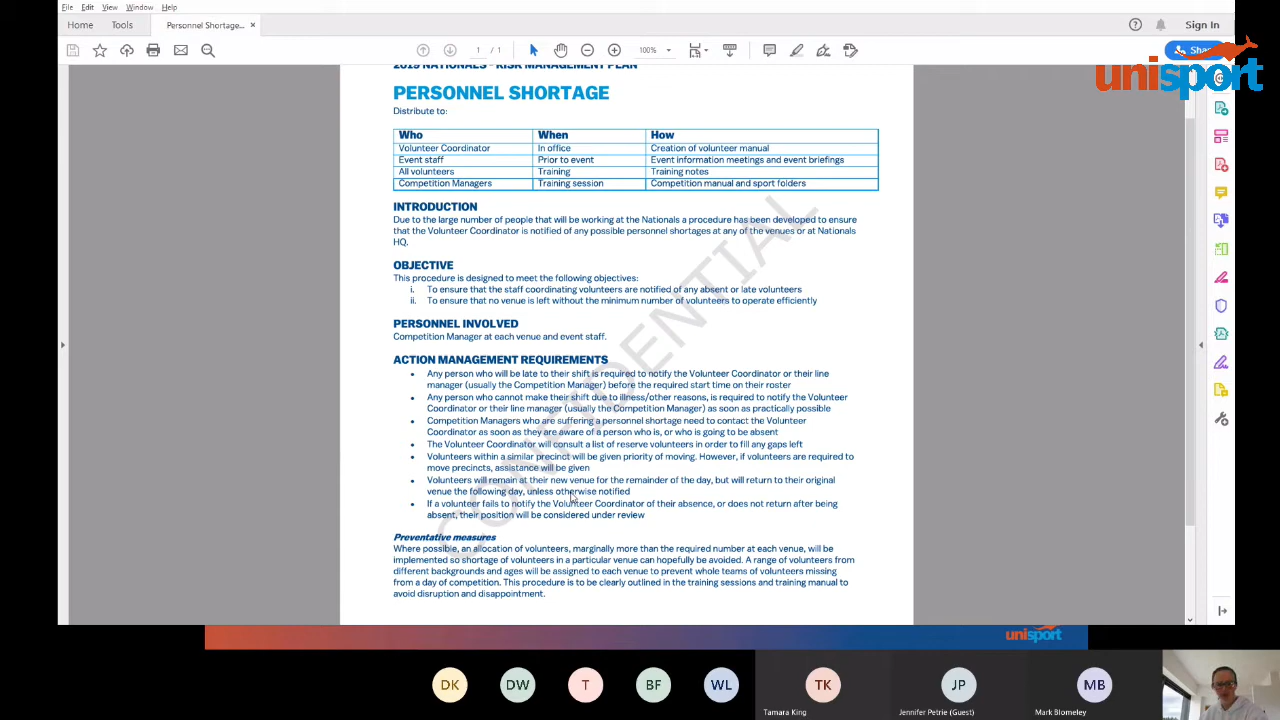 File Edit View Window Help
Home Tools Personnel Shortage... × Sign In
1 / 1 100% Share
unisport
2019 NATIONALS - RISK MANAGEMENT PLAN
PERSONNEL SHORTAGE
Distribute to:
Who When How
Volunteer Coordinator In office Creation of volunteer manual
Event staff Prior to event Event information meetings and event briefings
All volunteers Training Training notes
Competition Managers Training session Competition manual and sport folders
INTRODUCTION
Due to the large number of people that will be working at the Nationals a procedure has been developed to ensure
that the Volunteer Coordinator is notified of any possible personnel shortages at any of the venues or at Nationals
HQ.
OBJECTIVE
This procedure is designed to meet the following objectives:
i. To ensure that the staff coordinating volunteers are notified of any absent or late volunteers
ii. To ensure that no venue is left without the minimum number of volunteers to operate efficiently
PERSONNEL INVOLVED
Competition Manager at each venue and event staff.
ACTION MANAGEMENT REQUIREMENTS
• Any person who will be late to their shift is required to notify the Volunteer Coordinator or their line
manager (usually the Competition Manager) before the required start time on their roster
• Any person who cannot make their shift due to illness/other reasons, is required to notify the Volunteer
Coordinator or their line manager (usually the Competition Manager) as soon as practically possible
• Competition Managers who are suffering a personnel shortage need to contact the Volunteer
Coordinator as soon as they are aware of a person who is, or who is going to be absent
• The Volunteer Coordinator will consult a list of reserve volunteers in order to fill any gaps left
• Volunteers within a similar precinct will be given priority of moving. However, if volunteers are required to
move precincts, assistance will be given
• Volunteers will remain at their new venue for the remainder of the day, but will return to their original
venue the following day, unless otherwise notified
• If a volunteer fails to notify the Volunteer Coordinator of their absence, or does not return after being
absent, their position will be considered under review
Preventative measures
Where possible, an allocation of volunteers, marginally more than the required number at each venue, will be
implemented so shortage of volunteers in a particular venue can hopefully be avoided. A range of volunteers from
different backgrounds and ages will be assigned to each venue to prevent whole teams of volunteers missing
from a day of competition. This procedure is to be clearly outlined in the training sessions and training manual to
avoid disruption and disappointment.
CONFIDENTIAL
unisport
DK DW T BF WL TK JP MB
Tamara King Jennifer Petrie (Guest) Mark Blomeley